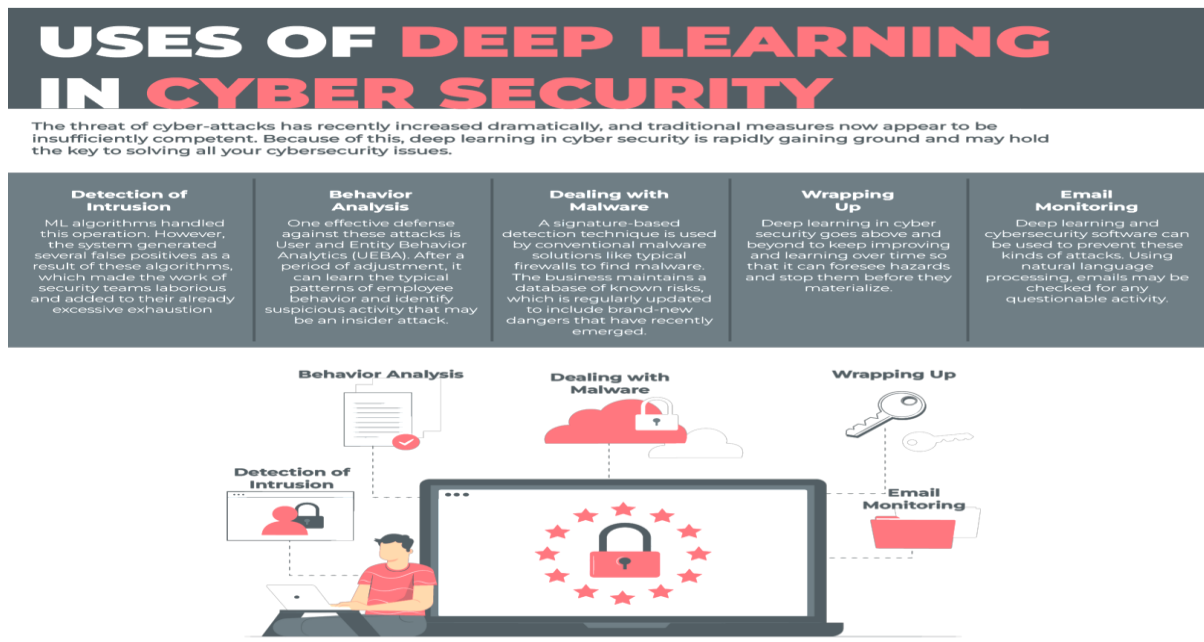 USES OF DEEP LEARNING
IN CYBER SECURITY
The threat of cyber-attacks has recently increased dramatically, and traditional measures now appear to be
insufficiently competent. Because of this, deep learning in cyber security is rapidly gaining ground and may hold
the key to solving all your cybersecurity issues.
Detection of
Intrusion
ML algorithms handled
this operation. However,
the system generated
several false positives as a
result of these algorithms,
which made the work of
security teams laborious
and added to their already
excessive exhaustion
Behavior
Analysis
One effective defense
against these attacks is
User and Entity Behavior
Analytics (UEBA). After a
period of adjustment, it
can learn the typical
patterns of employee
behavior and identify
suspicious activity that may
be an insider attack.
Dealing with
Malware
A signature-based
detection technique is used
by conventional malware
solutions like typical
firewalls to find malware.
The business maintains a
database of known risks,
which is regularly updated
to include brand-new
dangers that have recently
emerged.
Wrapping
Up
Deep learning in cyber
security goes above and
beyond to keep improving
and learning over time so
that it can foresee hazards
and stop them before they
materialize.
Email
Monitoring
Deep learning and
cybersecurity software can
be used to prevent these
kinds of attacks. Using
natural language
processing, emails may be
checked for any
questionable activity.
Behavior Analysis
Dealing with
Malware
Wrapping Up
Detection of
Intrusion
Email
Monitoring